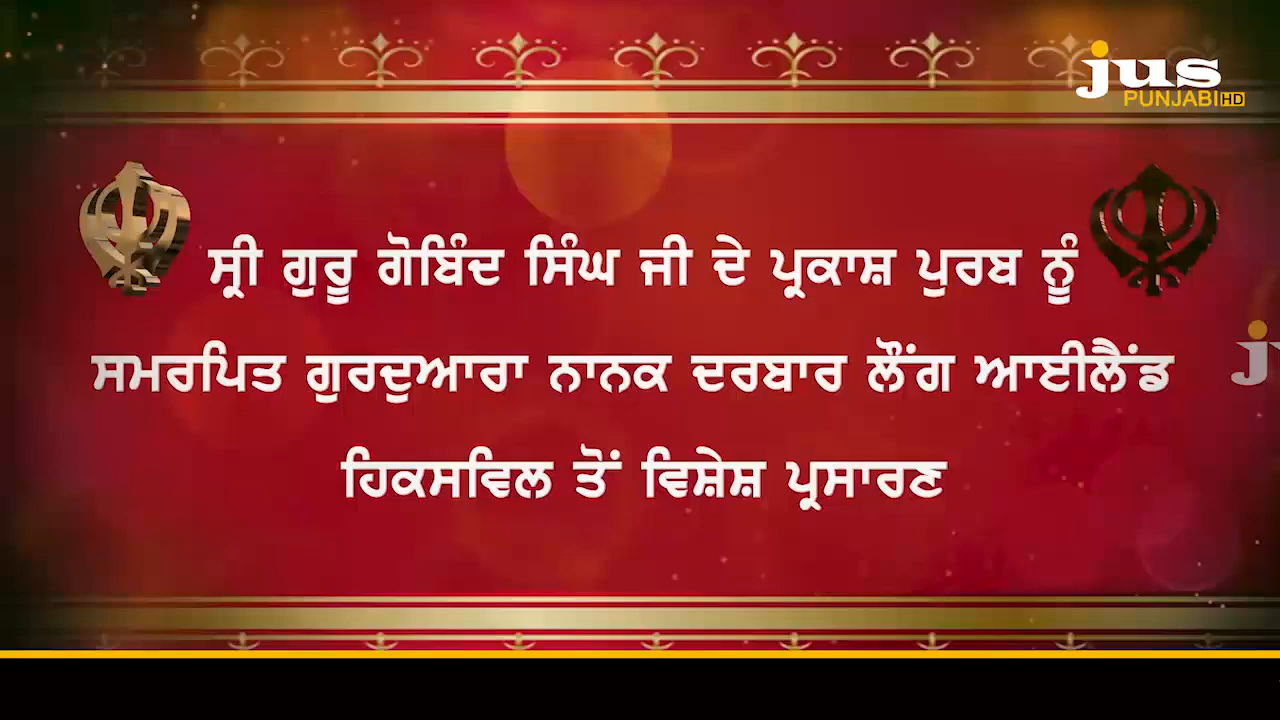 jus
PUNJABI HD
ਸ੍ਰੀ ਗੁਰੂ ਗੋਬਿੰਦ ਸਿੰਘ ਜੀ ਦੇ ਪ੍ਰਕਾਸ਼ ਪੁਰਬ ਨੂੰ
ਸਮਰਪਿਤ ਗੁਰਦੁਆਰਾ ਨਾਨਕ ਦਰਬਾਰ ਲੌਂਗ ਆਈਲੈਂਡ
ਹਿਕਸਵਿਲ ਤੋਂ ਵਿਸ਼ੇਸ਼ ਪ੍ਰਸਾਰਣ